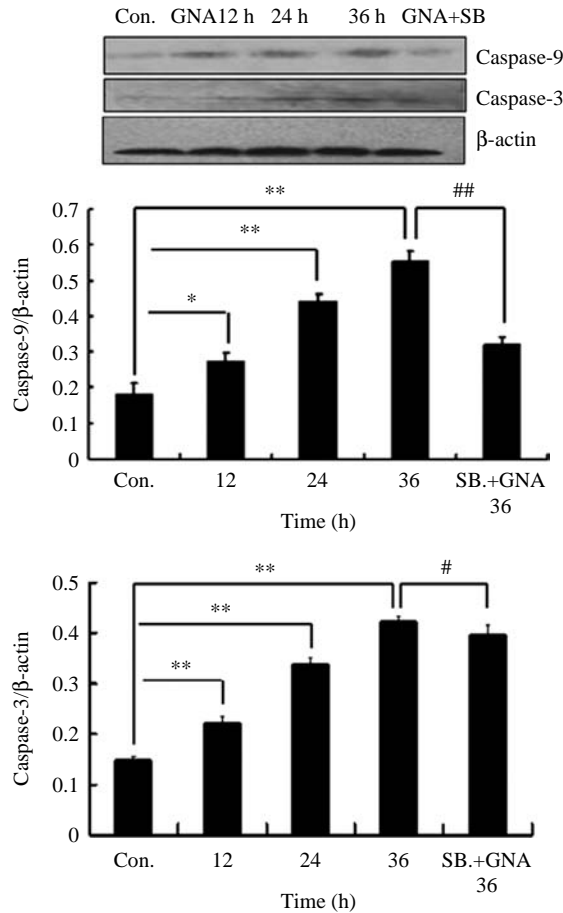 Con. GNA12 h 24 h 36 h GNA+SB
Caspase-9
Caspase-3
β-actin
Caspase-9/β-actin
0.7
0.6
0.5
0.4
0.3
0.2
0.1
0
**
##
**
*
Con. 12 24 36 SB.+GNA
36
Time (h)
Caspase-3/β-actin
0.5
0.4
0.3
0.2
0.1
0
**
#
**
**
Con. 12 24 36 SB.+GNA
36
Time (h)